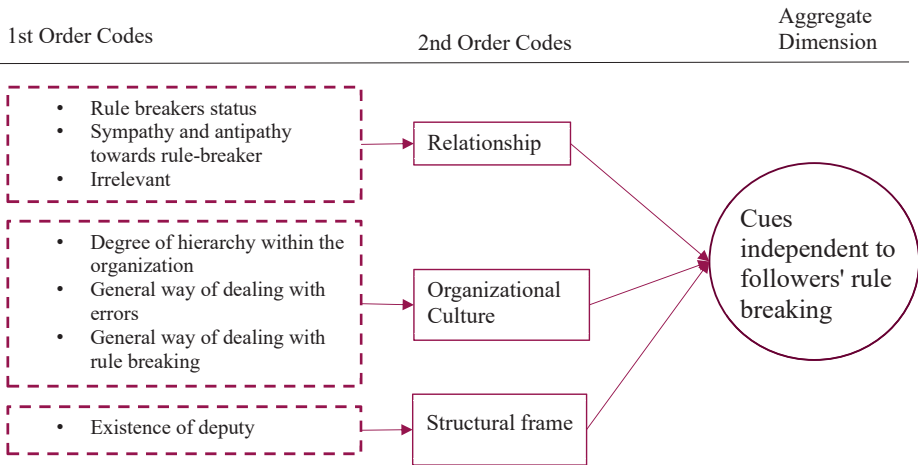 1st Order Codes
2nd Order Codes
Aggregate
Dimension
• Rule breakers status
• Sympathy and antipathy
towards rule-breaker
• Irrelevant
Relationship
• Degree of hierarchy within the
organization
• General way of dealing with
errors
• General way of dealing with
rule breaking
Organizational
Culture
• Existence of deputy
Structural frame
Cues
independent to
followers' rule
breaking